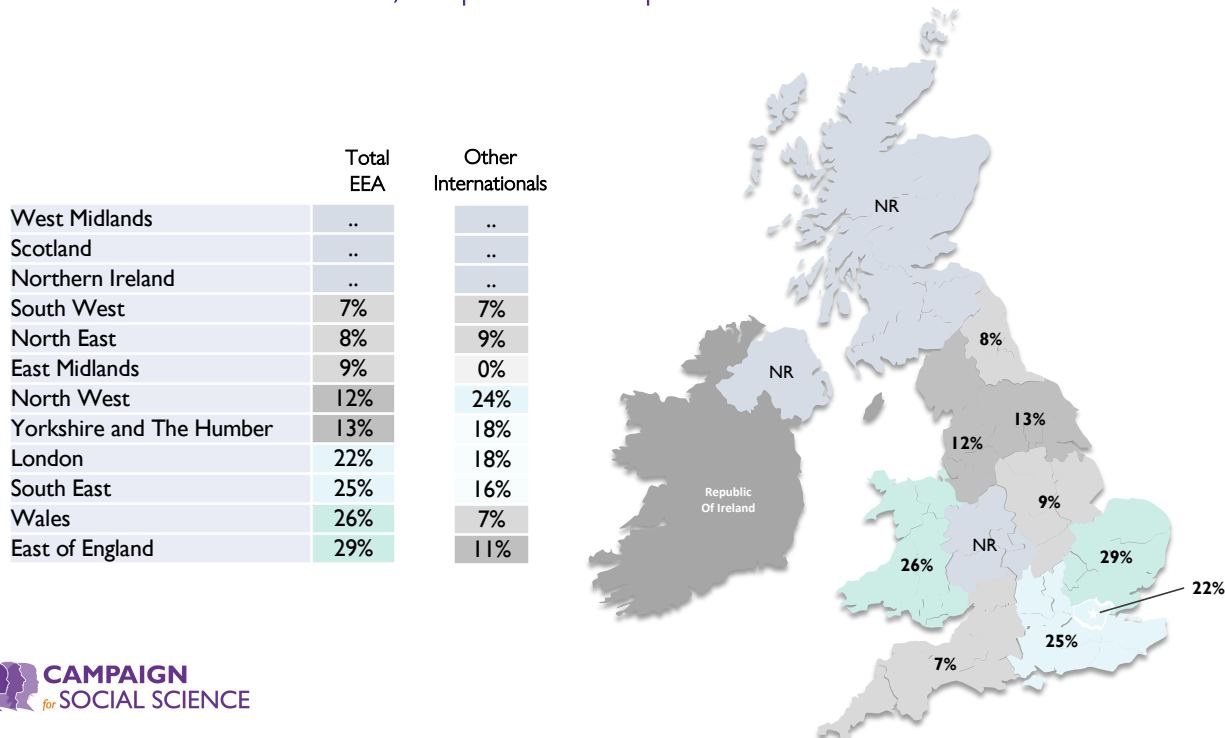 Total
EEA
Other
Internationals
West Midlands .. ..
Scotland .. ..
Northern Ireland .. ..
South West 7% 7%
North East 8% 9%
East Midlands 9% 0%
North West 12% 24%
Yorkshire and The Humber 13% 18%
London 22% 18%
South East 25% 16%
Wales 26% 7%
East of England 29% 11%
NR
8%
NR
13%
12%
Republic
Of Ireland
9%
NR
29%
26%
22%
25%
7%
CAMPAIGN
for SOCIAL SCIENCE